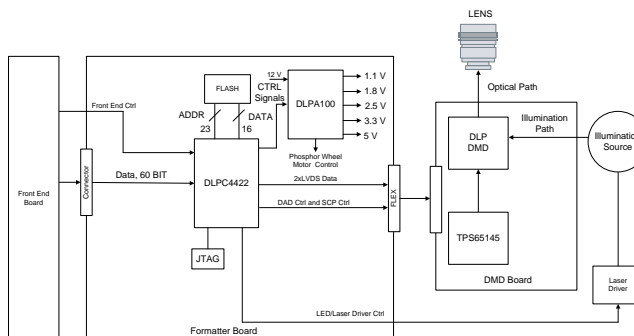 LENS
Optical Path
12 V
CTRL
Signals
FLASH
DLPA100
1.1 V
1.8 V
2.5 V
3.3 V
5 V
Front End Ctrl
ADDR
DATA
23
16
Phosphor Wheel
Motor Control
Illumination
Path
DLP
DMD
Illumination
Source
Front End
Board
Connector
Data, 60 BIT
DLPC4422
2xLVDS Data
DAD Ctrl and SCP Ctrl
FLEX
TPS65145
JTAG
DMD Board
Laser
Driver
LED/Laser Driver Ctrl
Formatter Board